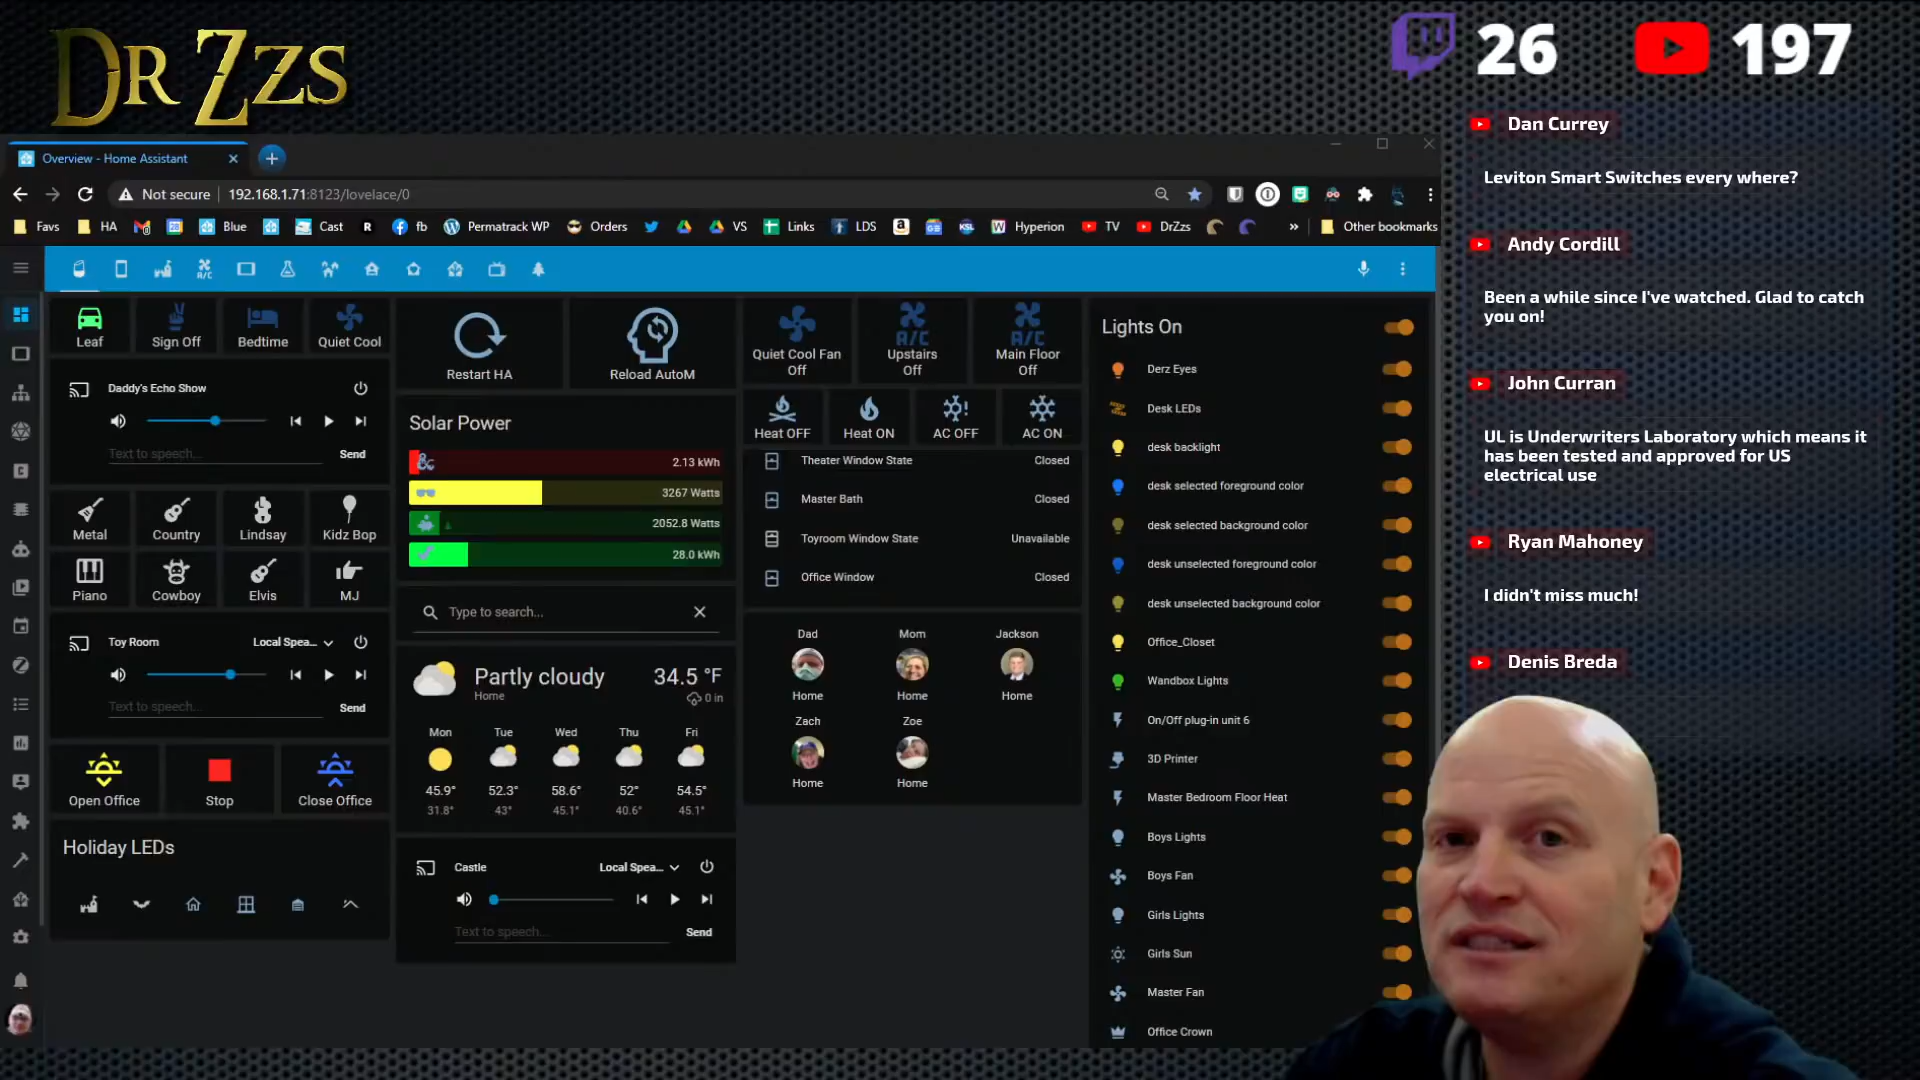 DR ZZS
26
197
Overview - Home Assistant
Not secure
192.168.1.71:8123/lovelace/0
Favs
HA
Blue
Cast
R
fb
Permatrack WP
Orders
VS
Links
LDS
KSL
Hyperion
TV
DrZzs
»
Other bookmarks
A/C
Leaf
Sign Off
Bedtime
Quiet Cool
Daddy's Echo Show
Text to speech...
Send
Metal
Country
Lindsay
Kidz Bop
Piano
Cowboy
Elvis
MJ
Toy Room
Local Spea...
Text to speech...
Send
Open Office
Stop
Close Office
Holiday LEDs
Restart HA
Reload AutoM
Solar Power
2.13 kWh
3267 Watts
2052.8 Watts
28.0 kWh
Type to search...
Partly cloudy
Home
34.5 °F
0 in
Mon
Tue
Wed
Thu
Fri
45.9°
52.3°
58.6°
52°
54.5°
31.8°
43°
45.1°
40.6°
45.1°
Castle
Local Spea...
Text to speech...
Send
Quiet Cool Fan
Off
A/C
Upstairs
Off
A/C
Main Floor
Off
Heat OFF
Heat ON
AC OFF
AC ON
Theater Window State
Closed
Master Bath
Closed
Toyroom Window State
Unavailable
Office Window
Closed
Dad
Mom
Jackson
Home
Home
Home
Zach
Zoe
Home
Home
Lights On
Derz Eyes
Desk LEDs
desk backlight
desk selected foreground color
desk selected background color
desk unselected foreground color
desk unselected background color
Office_Closet
Wandbox Lights
On/Off plug-in unit 6
3D Printer
Master Bedroom Floor Heat
Boys Lights
Boys Fan
Girls Lights
Girls Sun
Master Fan
Office Crown
Dan Currey
Leviton Smart Switches every where?
Andy Cordill
Been a while since I've watched. Glad to catch
you on!
John Curran
UL is Underwriters Laboratory which means it
has been tested and approved for US
electrical use
Ryan Mahoney
I didn't miss much!
Denis Breda